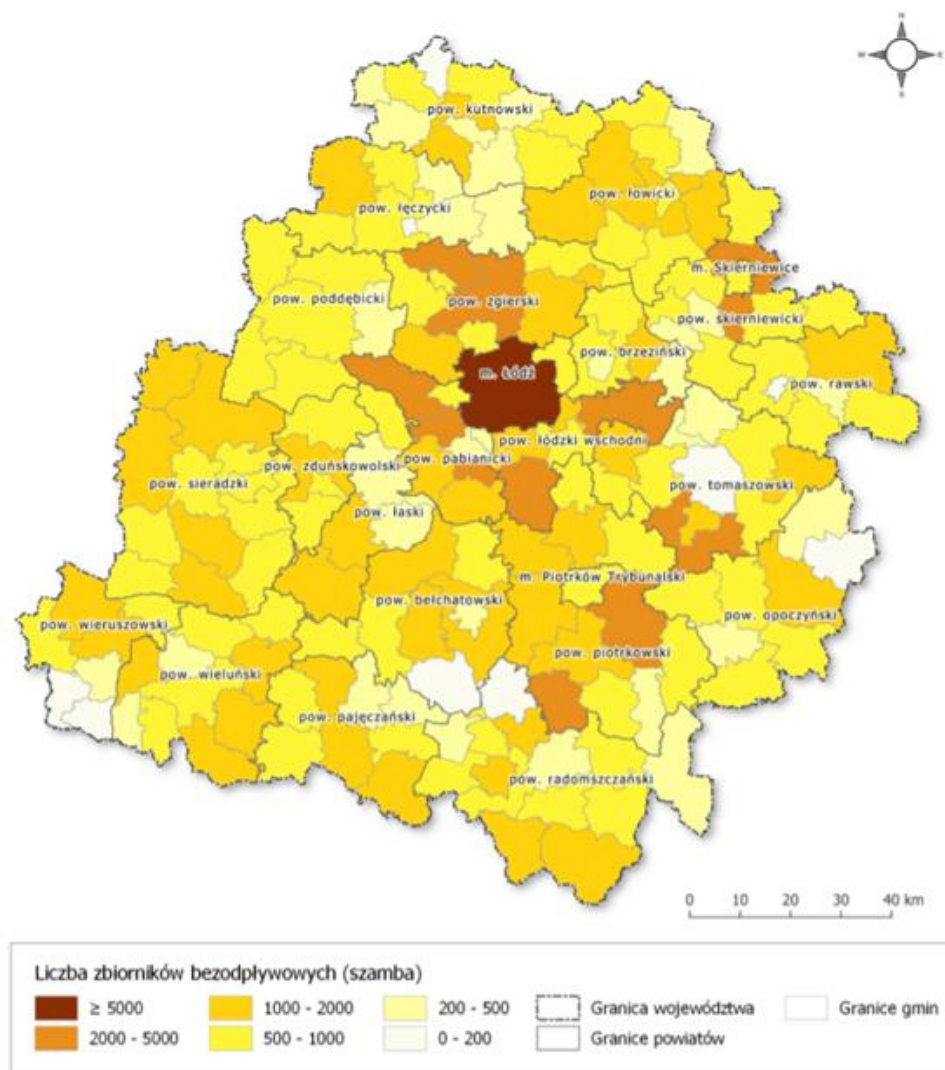 N
W E
S
pow. kutnowski
pow. łowicki
pow. łęczycki
m. Skierniewice
pow. poddębicki
pow. zgierski
pow. skierniewicki
pow. brzeziński
m. Łódź
pow. rawski
pow. łódzki wschodni
pow. pabianicki
pow. zduńskowolski
pow. sieradzki
pow. tomaszowski
pow. łaski
m. Piotrków Trybunalski
pow. bełchatowski
pow. opoczyński
pow. wieruszowski
pow. piotrkowski
pow. wieluński
pow. pajęczański
pow. radomszczański
0 10 20 30 40 km
Liczba zbiorników bezodpływowych (szamba)
≥ 5000 1000 - 2000 200 - 500 Granica województwa Granice gmin
2000 - 5000 500 - 1000 0 - 200 Granice powiatów